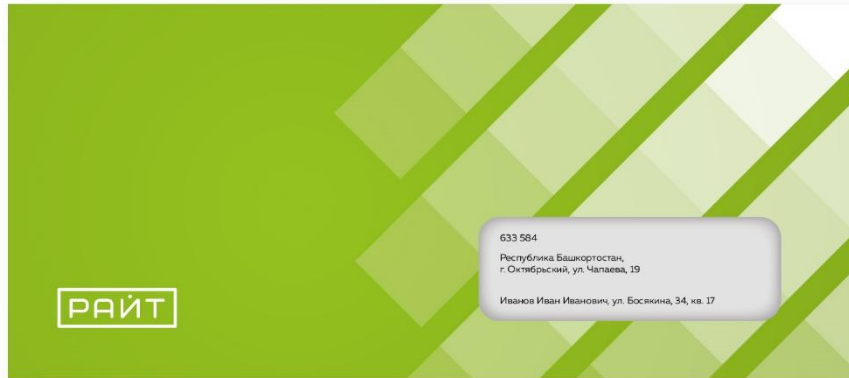 633 584
Республика Башкортостан,
г. Октябрьский, ул. Чапаева, 19
Иванов Иван Иванович, ул. Босякина, 34, кв. 17
РАЙТ